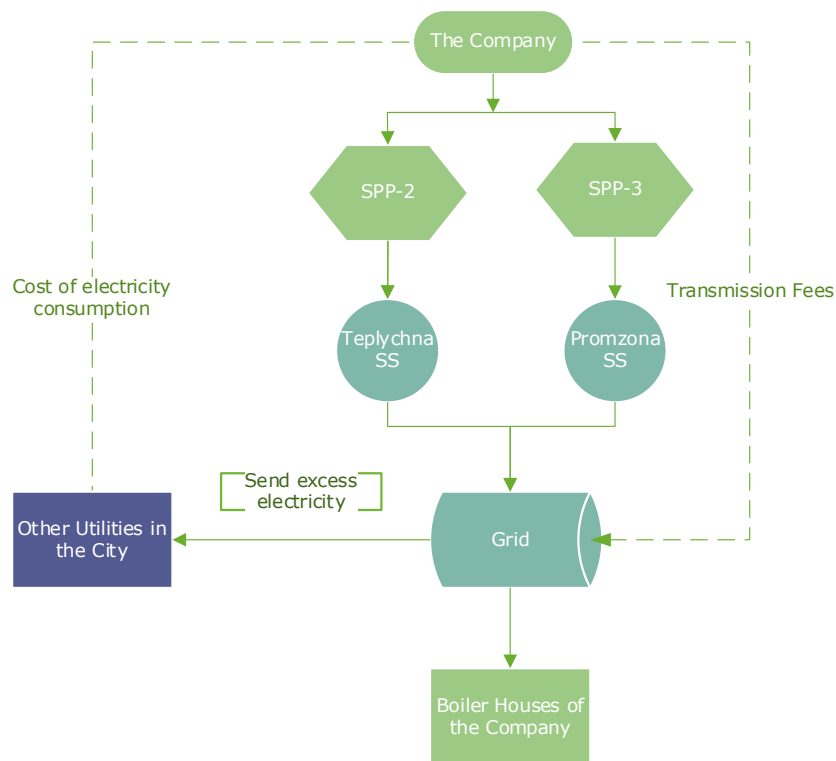 The Company
SPP-2
SPP-3
Cost of electricity
consumption
Transmission Fees
Teplychna
SS
Promzona
SS
Send excess
electricity
Other Utilities in
the City
Grid
Boiler Houses of
the Company